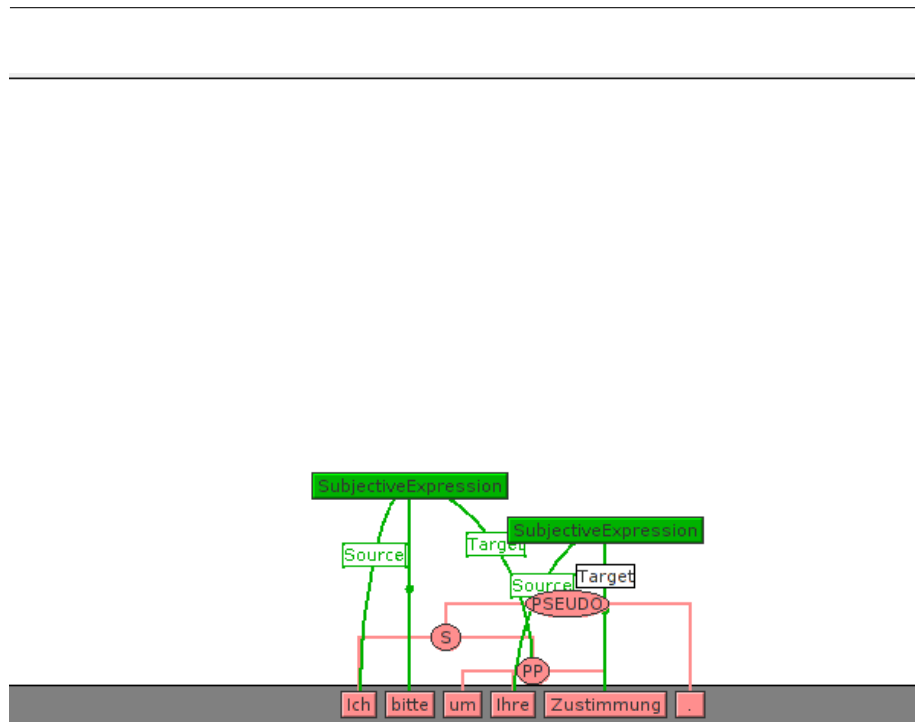 SubjectiveExpression
SubjectiveExpression
Source
Target
Source
Target
PSEUDO
S
PP
Ich bitte um Ihre Zustimmung .